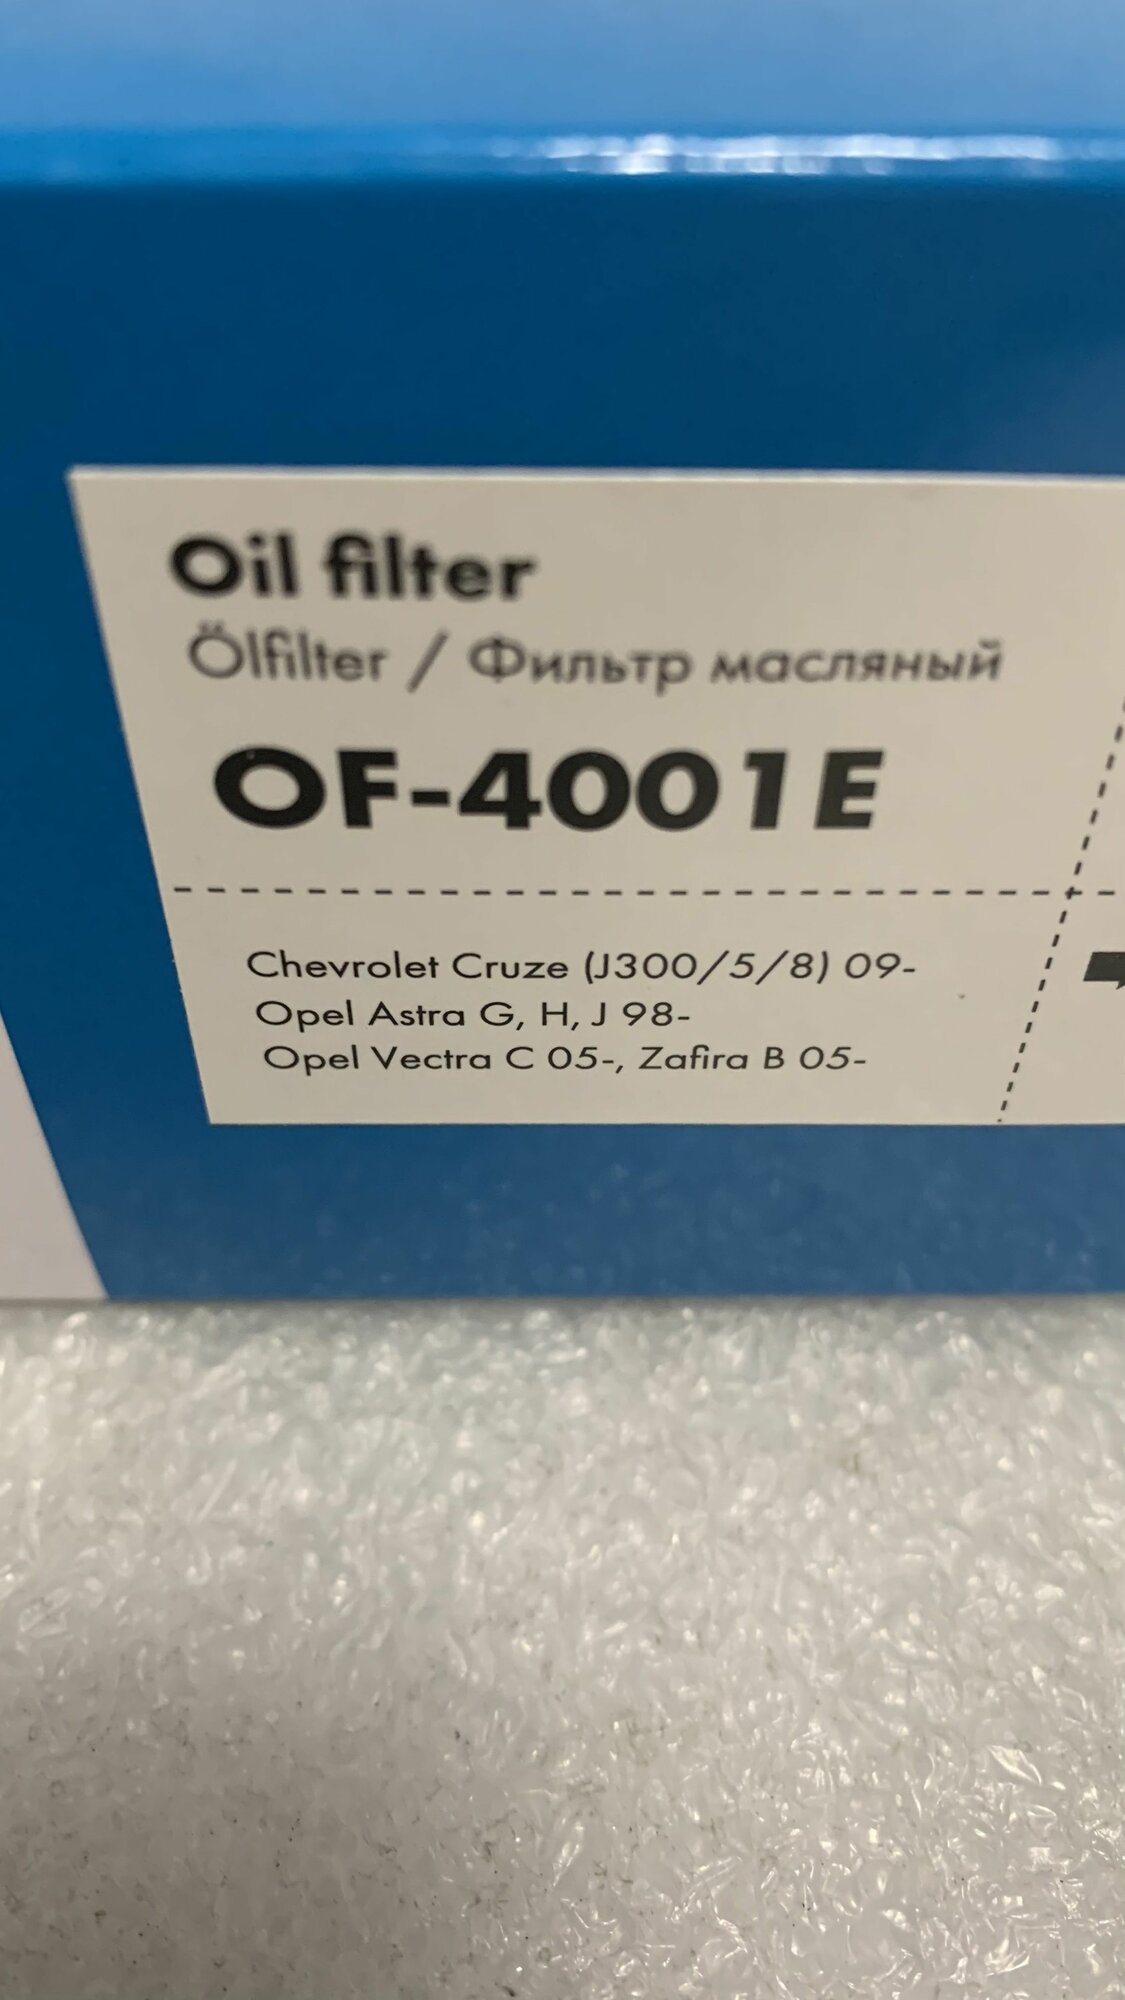 Oil filter
Ölfilter / Фильтр масляный
OF-4001E
Chevrolet Cruze (J300/5/8) 09-
Opel Astra G, H, J 98-
Opel Vectra C 05-, Zafira B 05-